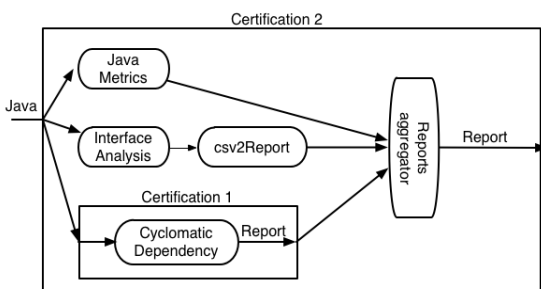 Certification 2
Java
Metrics
Java
Interface
Analysis
csv2Report
Reports
aggregator
Report
Certification 1
Cyclomatic
Dependency
Report